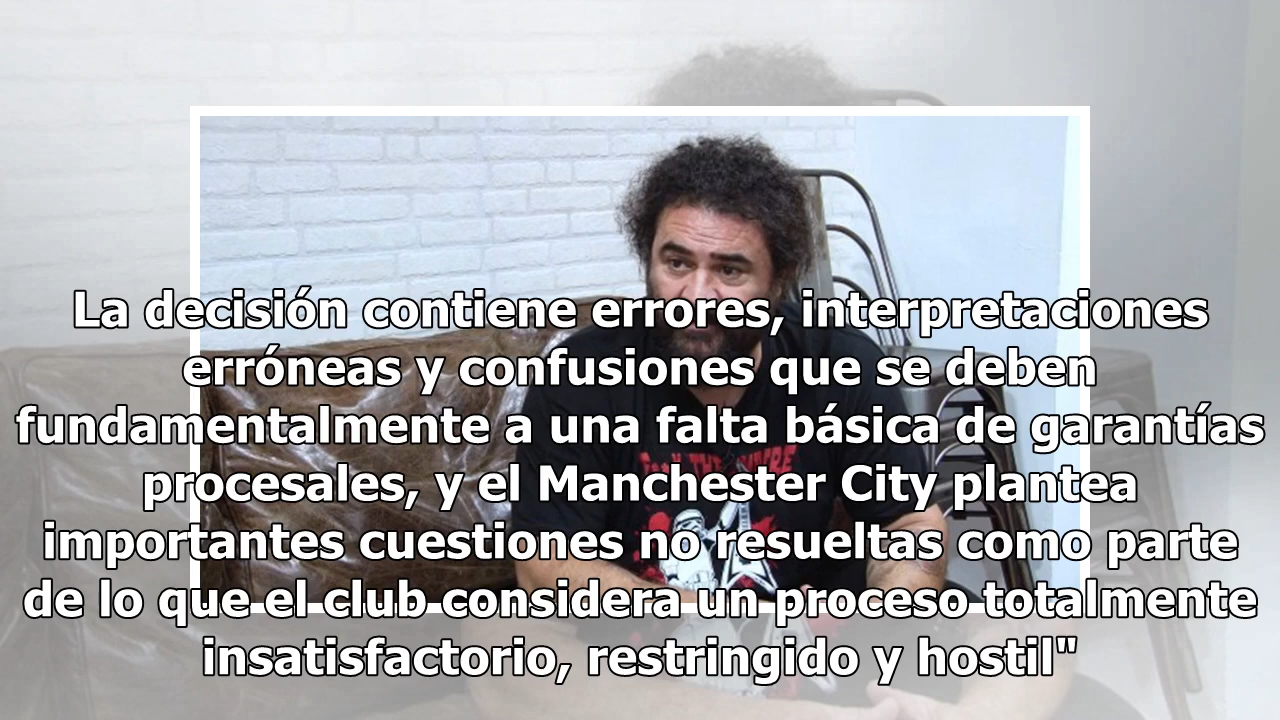 La decisión contiene errores, interpretaciones
erróneas y confusiones que se deben
fundamentalmente a una falta básica de garantías
procesales, y el Manchester City plantea
importantes cuestiones no resueltas como parte
de lo que el club considera un proceso totalmente
insatisfactorio, restringido y hostil"